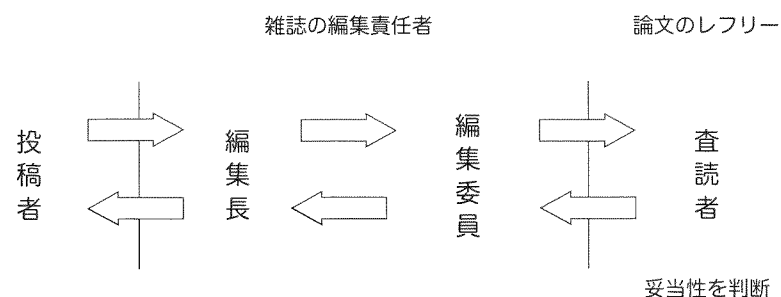 雑誌の編集責任者
論文のレフリー
投稿者
編集長
編集委員
査読者
妥当性を判断